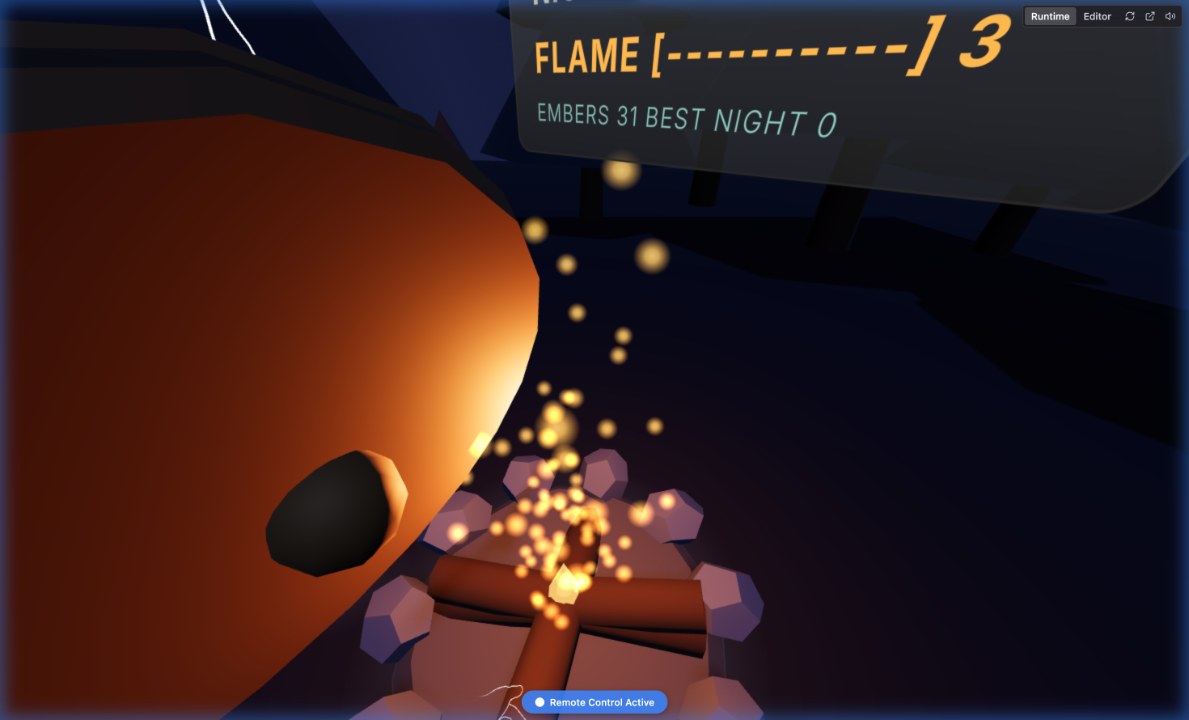 Runtime Editor
FLAME [----------] 3
EMBERS 31 BEST NIGHT 0
Remote Control Active